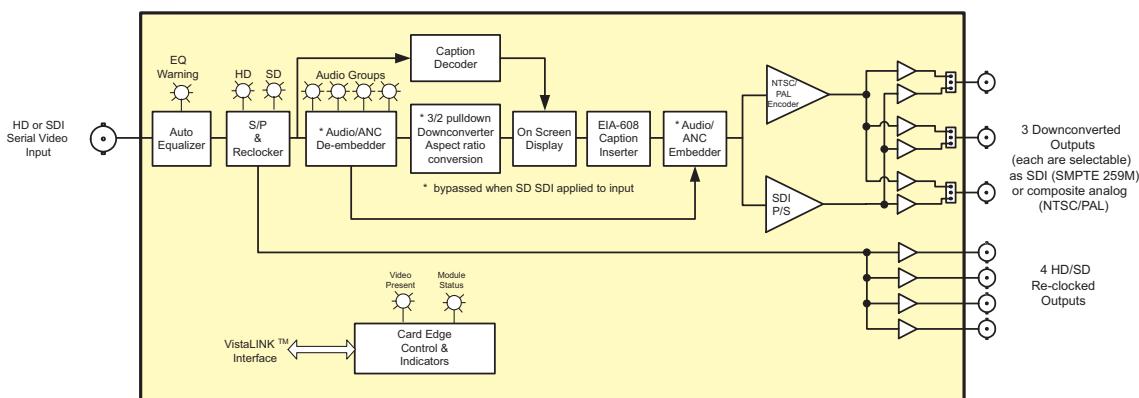 HD or SDI
Serial Video
Input
EQ
Warning
Auto
Equalizer
HD
SD
S/P
&
Reclocker
Audio Groups
* Audio/ANC
De-embedder
Caption
Decoder
* 3/2 pulldown
Downconverter
Aspect ratio
conversion
* bypassed when SD SDI applied to input
On Screen
Display
EIA-608
Caption
Inserter
* Audio/
ANC
Embedder
NTSC/
PAL
Encoder
SDI
P/S
3 Downconverted
Outputs
(each are selectable)
as SDI (SMPTE 259M)
or composite analog
(NTSC/PAL)
4 HD/SD
Re-clocked
Outputs
Video
Present
Module
Status
VistaLINK TM
Interface
Card Edge
Control &
Indicators